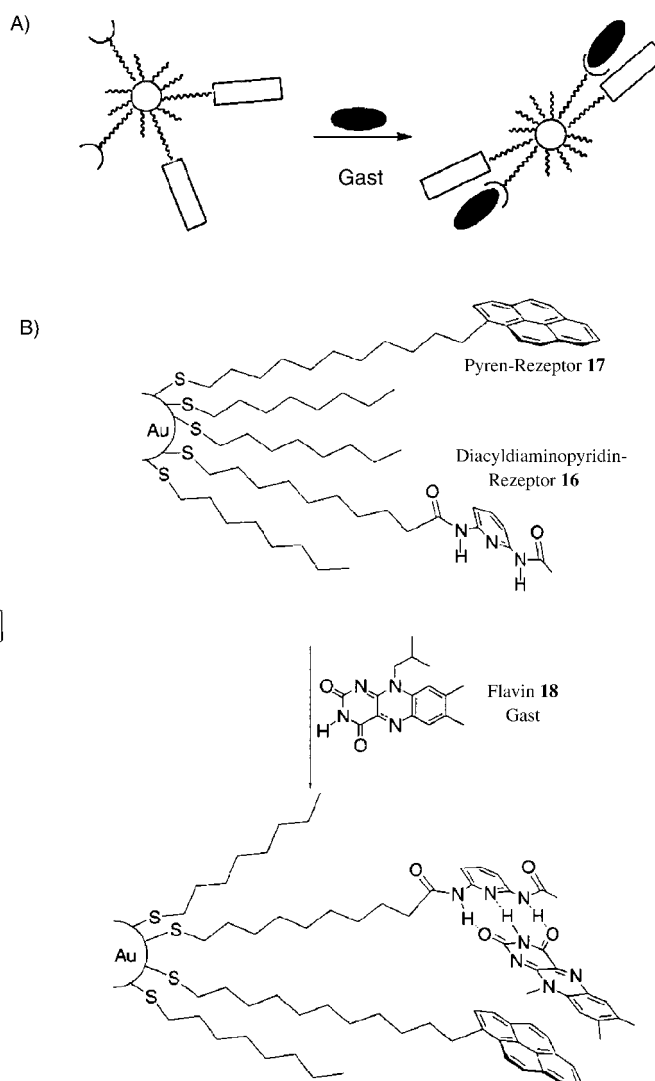 A)
Gast
B)
Pyren-Rezeptor 17
S
S
Au
S
S
Diacyldiaminopyridin-
Rezeptor 16
S
O
N
H
N
O
N
H
O
N
N
H
N
O
N
Flavin 18
Gast
O
N
H
N
N
H
O
H
S
S
Au
S
S
O
N
O
N
N
N